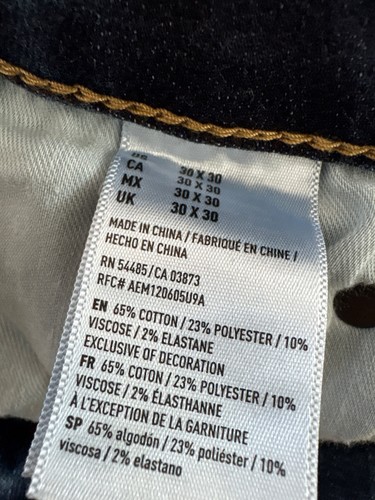 30 X 30
CA 30 X 30
MX 30 X 30
UK 30 X 30
MADE IN CHINA / FABRIQUÉ EN CHINE /
HECHO EN CHINA
RN 54485/CA 03873
RFC# AEM120605U9A
EN 65% COTTON / 23% POLYESTER / 10%
VISCOSE / 2% ELASTANE
EXCLUSIVE OF DECORATION
FR 65% COTON / 23% POLYESTER / 10%
VISCOSE / 2% ÉLASTHANNE
À L'EXCEPTION DE LA GARNITURE
SP 65% algodón / 23% poliéster / 10%
viscosa / 2% elastano